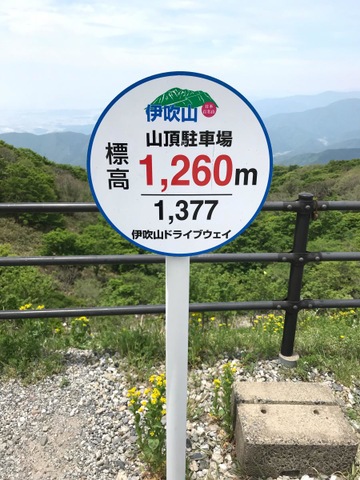 伊吹山
山頂駐車場
標高
1,260m
1,377
伊吹山ドライブウェイ